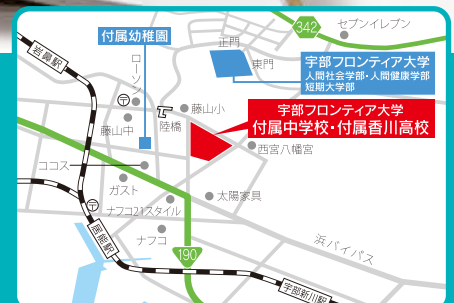 342
セブンイレブン
付属幼稚園
正門
東門
宇部フロンティア大学
人間社会学部・人間健康学部
短期大学部
岩鼻駅
ローソン
藤山小
陸橋
藤山中
宇部フロンティア大学
付属中学校・付属香川高校
西宮八幡宮
ココス
ガスト
ナフコ21スタイル
太陽家具
ナフコ
居能駅
190
浜バイパス
宇部新川駅